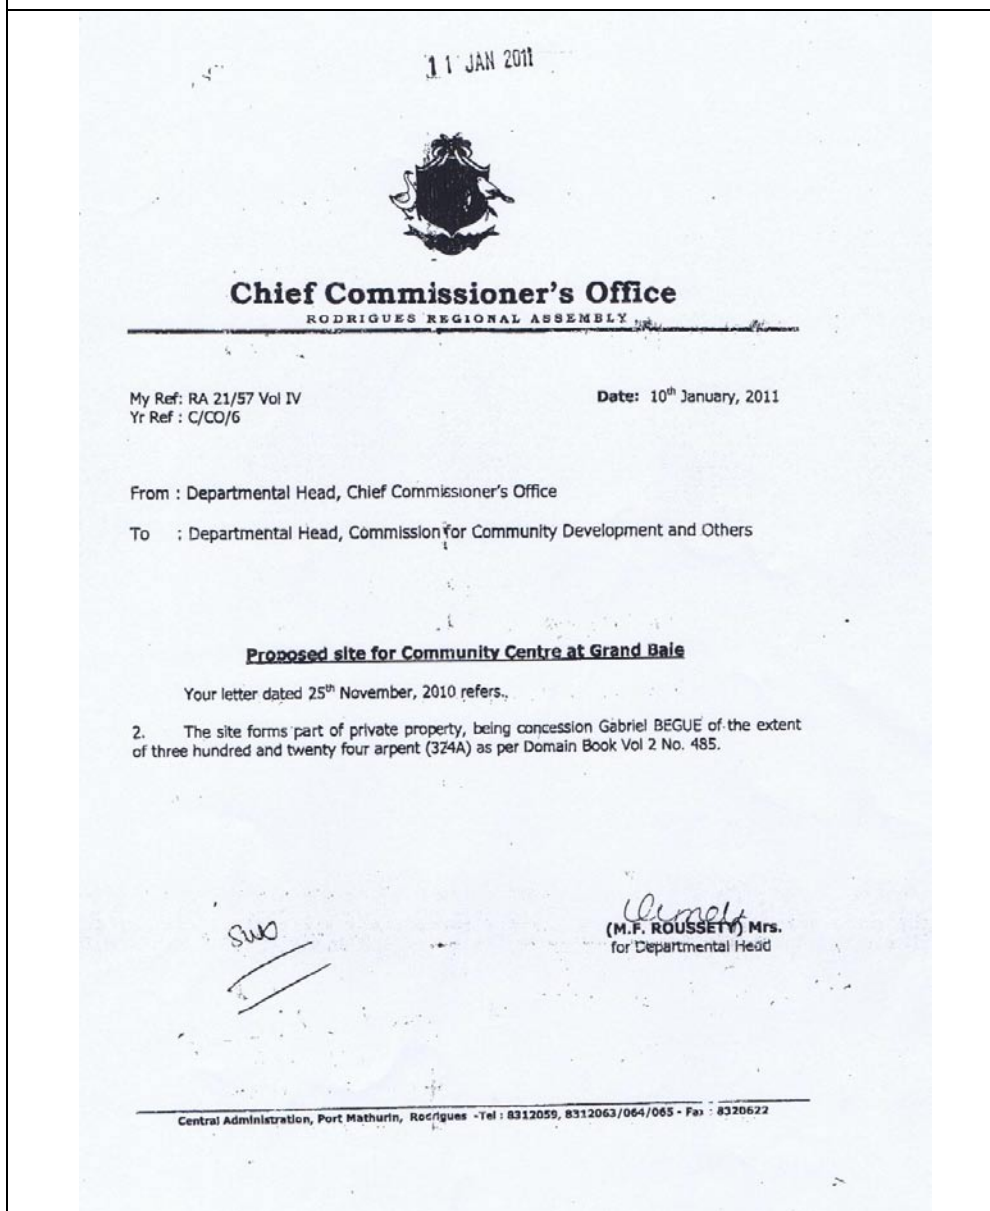 11 JAN 2011
Chief Commissioner's Office
RODRIGUES REGIONAL ASSEMBLY
My Ref: RA 21/57 Vol IV
Date: 10th January, 2011
Yr Ref : C/CO/6
From : Departmental Head, Chief Commissioner's Office
To : Departmental Head, Commission for Community Development and Others
Proposed site for Community Centre at Grand Baie
Your letter dated 25th November, 2010 refers.
2. The site forms part of private property, being concession Gabriel BEGUE of the extent
of three hundred and twenty four arpent (324A) as per Domain Book Vol 2 No. 485.
SWO
(M.F. ROUSSETY) Mrs.
for Departmental Head
Central Administration, Port Mathurin, Rodrigues -Tel : 8312059, 8312063/064/065 - Fax : 8320622